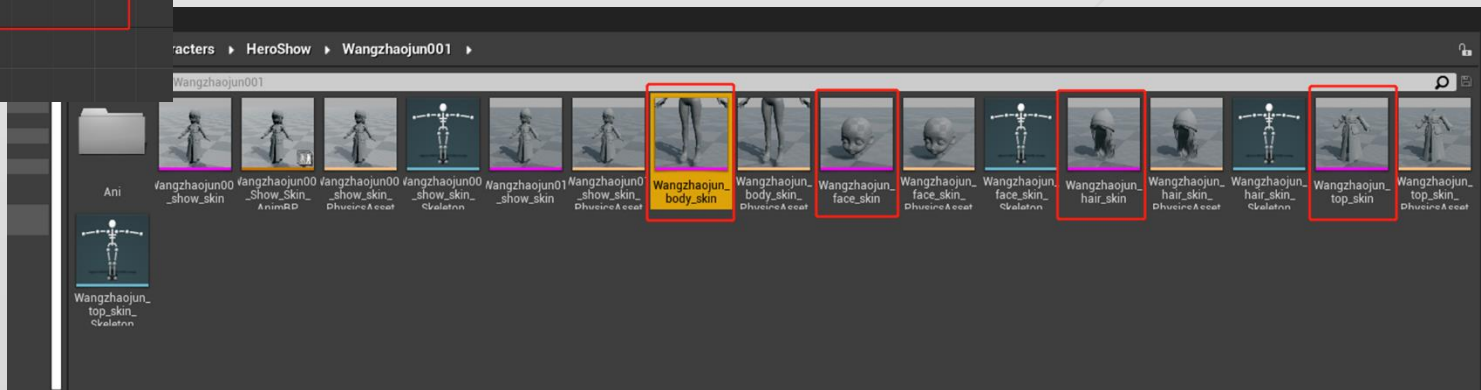 racters ▸ HeroShow ▸ Wangzhaojun001 ▸
Wangzhaojun001
Ani
Wangzhaojun00
_show_skin
Wangzhaojun00
_Show_Skin_
AnimBP
Wangzhaojun00
_show_skin_
PhysicsAsset
Wangzhaojun00
_show_skin_
Skeleton
Wangzhaojun01
_show_skin
Wangzhaojun01
_show_skin_
PhysicsAsset
Wangzhaojun_
body_skin
Wangzhaojun_
body_skin_
PhysicsAsset
Wangzhaojun_
face_skin
Wangzhaojun_
face_skin_
PhysicsAsset
Wangzhaojun_
face_skin_
Skeleton
Wangzhaojun_
hair_skin
Wangzhaojun_
hair_skin_
PhysicsAsset
Wangzhaojun_
hair_skin_
Skeleton
Wangzhaojun_
top_skin
Wangzhaojun_
top_skin_
PhysicsAsset
Wangzhaojun_
top_skin_
Skeleton